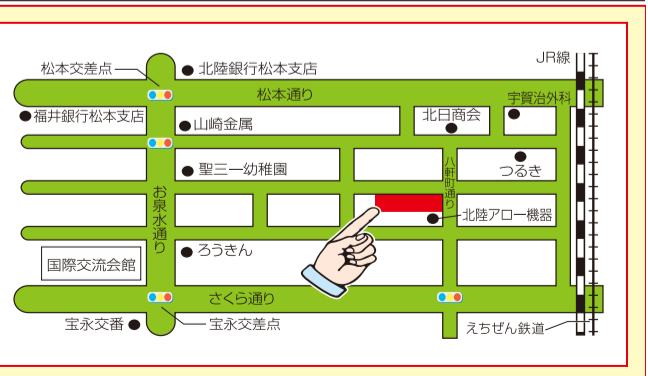 JR線
松本交差点
北陸銀行松本支店
松本通り
宇賀治外科
福井銀行松本支店
山崎金属
北日商会
聖三一幼稚園
八軒町通り
つるき
お泉水通り
北陸アロー機器
ろうきん
国際交流会館
さくら通り
宝永交番
宝永交差点
えちぜん鉄道